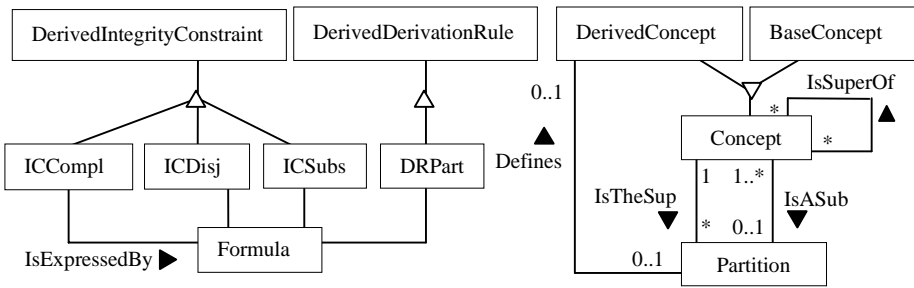 DerivedIntegrityConstraint
DerivedDerivationRule
DerivedConcept
BaseConcept
IsSuperOf
0..1
*
Concept
*
Defines
ICCompl
ICDisj
ICSubs
DRPart
1
1..*
IsTheSup
IsASub
*
0..1
Formula
IsExpressedBy
0..1
Partition